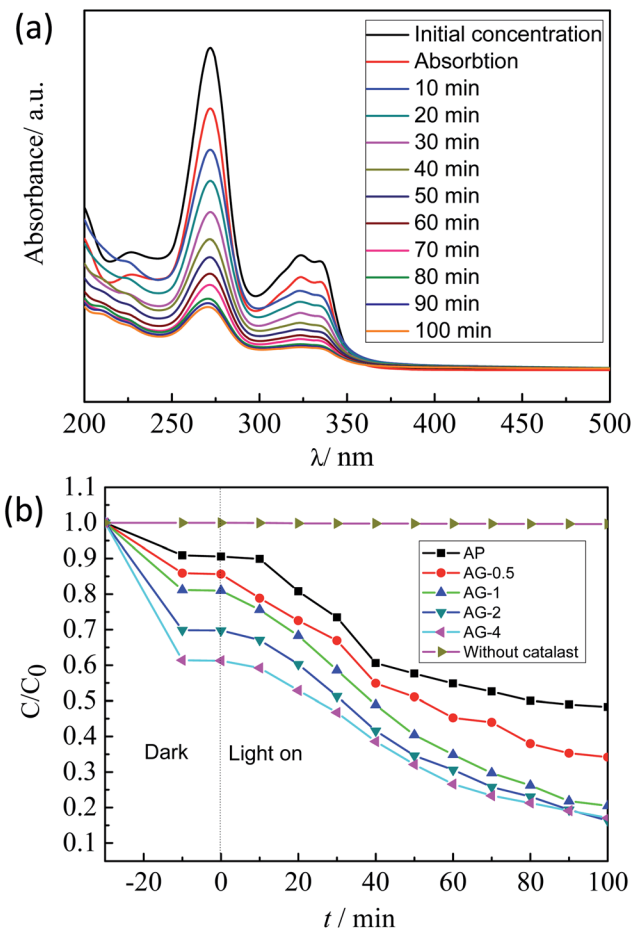 (a)
Initial concentration
Absorbtion
10 min
20 min
30 min
40 min
50 min
60 min
70 min
80 min
90 min
100 min
Absorbance/ a.u.
200 250 300 350 400 450 500
λ/ nm
(b)
1.1
1.0
0.9
0.8
0.7
0.6
0.5
0.4
0.3
0.2
0.1
C/C0
AP
AG-0.5
AG-1
AG-2
AG-4
Without catalast
Dark Light on
-20 0 20 40 60 80 100
t / min